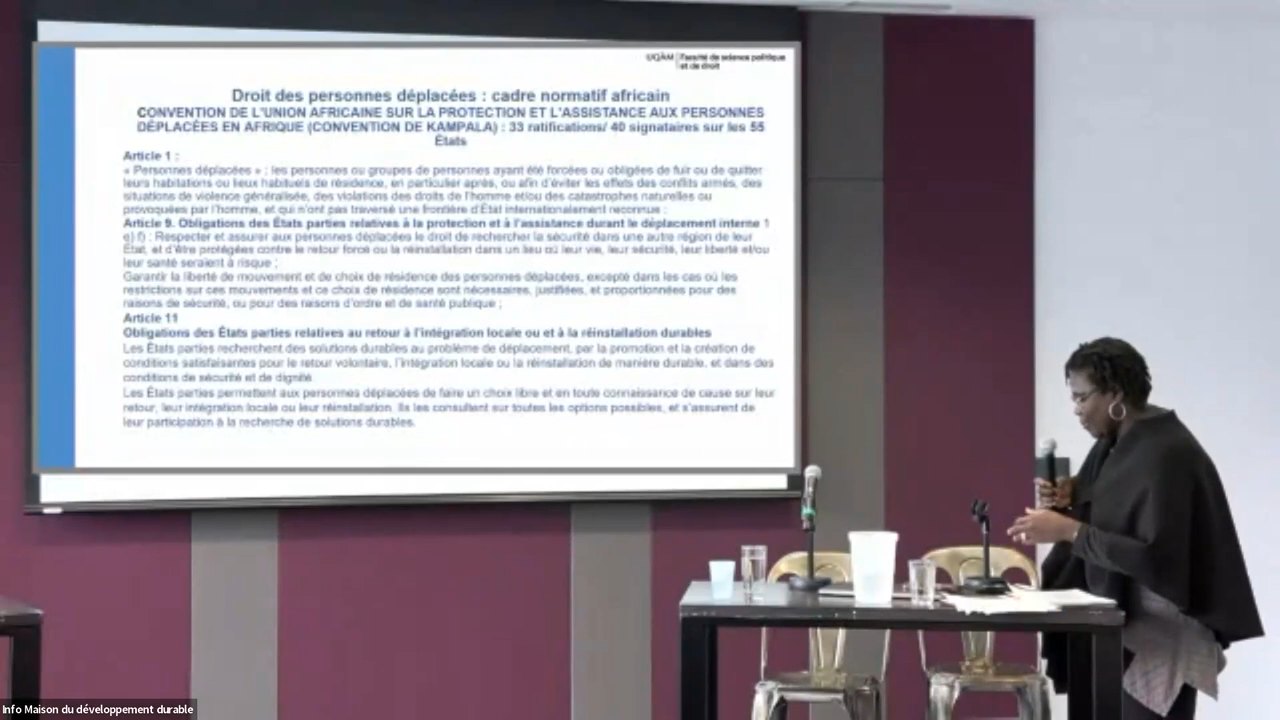 UQÀM Faculté de science politique
et de droit
Droit des personnes déplacées : cadre normatif africain
CONVENTION DE L'UNION AFRICAINE SUR LA PROTECTION ET L'ASSISTANCE AUX PERSONNES
DÉPLACÉES EN AFRIQUE (CONVENTION DE KAMPALA) : 33 ratifications/ 40 signataires sur les 55
États
Article 1 :
« Personnes déplacées » : les personnes ou groupes de personnes ayant été forcées ou obligées de fuir ou de quitter
leurs habitations ou lieux habituels de résidence, en particulier après, ou afin d'éviter les effets des conflits armés, des
situations de violence généralisée, des violations des droits de l'homme et/ou des catastrophes naturelles ou
provoquées par l'homme, et qui n'ont pas traversé une frontière d'État internationalement reconnue ;
Article 9. Obligations des États parties relatives à la protection et à l'assistance durant le déplacement interne 1
e) f) : Respecter et assurer aux personnes déplacées le droit de rechercher la sécurité dans une autre région de leur
État, et d'être protégées contre le retour forcé ou la réinstallation dans un lieu où leur vie, leur sécurité, leur liberté et/ou
leur santé seraient à risque ;
Garantir la liberté de mouvement et de choix de résidence des personnes déplacées, excepté dans les cas où les
restrictions sur ces mouvements et ce choix de résidence sont nécessaires, justifiées, et proportionnées pour des
raisons de sécurité, ou pour des raisons d'ordre et de santé publique ;
Article 11
Obligations des États parties relatives au retour à l'intégration locale ou et à la réinstallation durables
Les États parties recherchent des solutions durables au problème de déplacement, par la promotion et la création de
conditions satisfaisantes pour le retour volontaire, l'intégration locale ou la réinstallation de manière durable, et dans des
conditions de sécurité et de dignité
Les États parties permettent aux personnes déplacées de faire un choix libre et en toute connaissance de cause sur leur
retour, leur intégration locale ou leur réinstallation. Ils les consultent sur toutes les options possibles, et s'assurent de
leur participation à la recherche de solutions durables.
Info Maison du développement durable